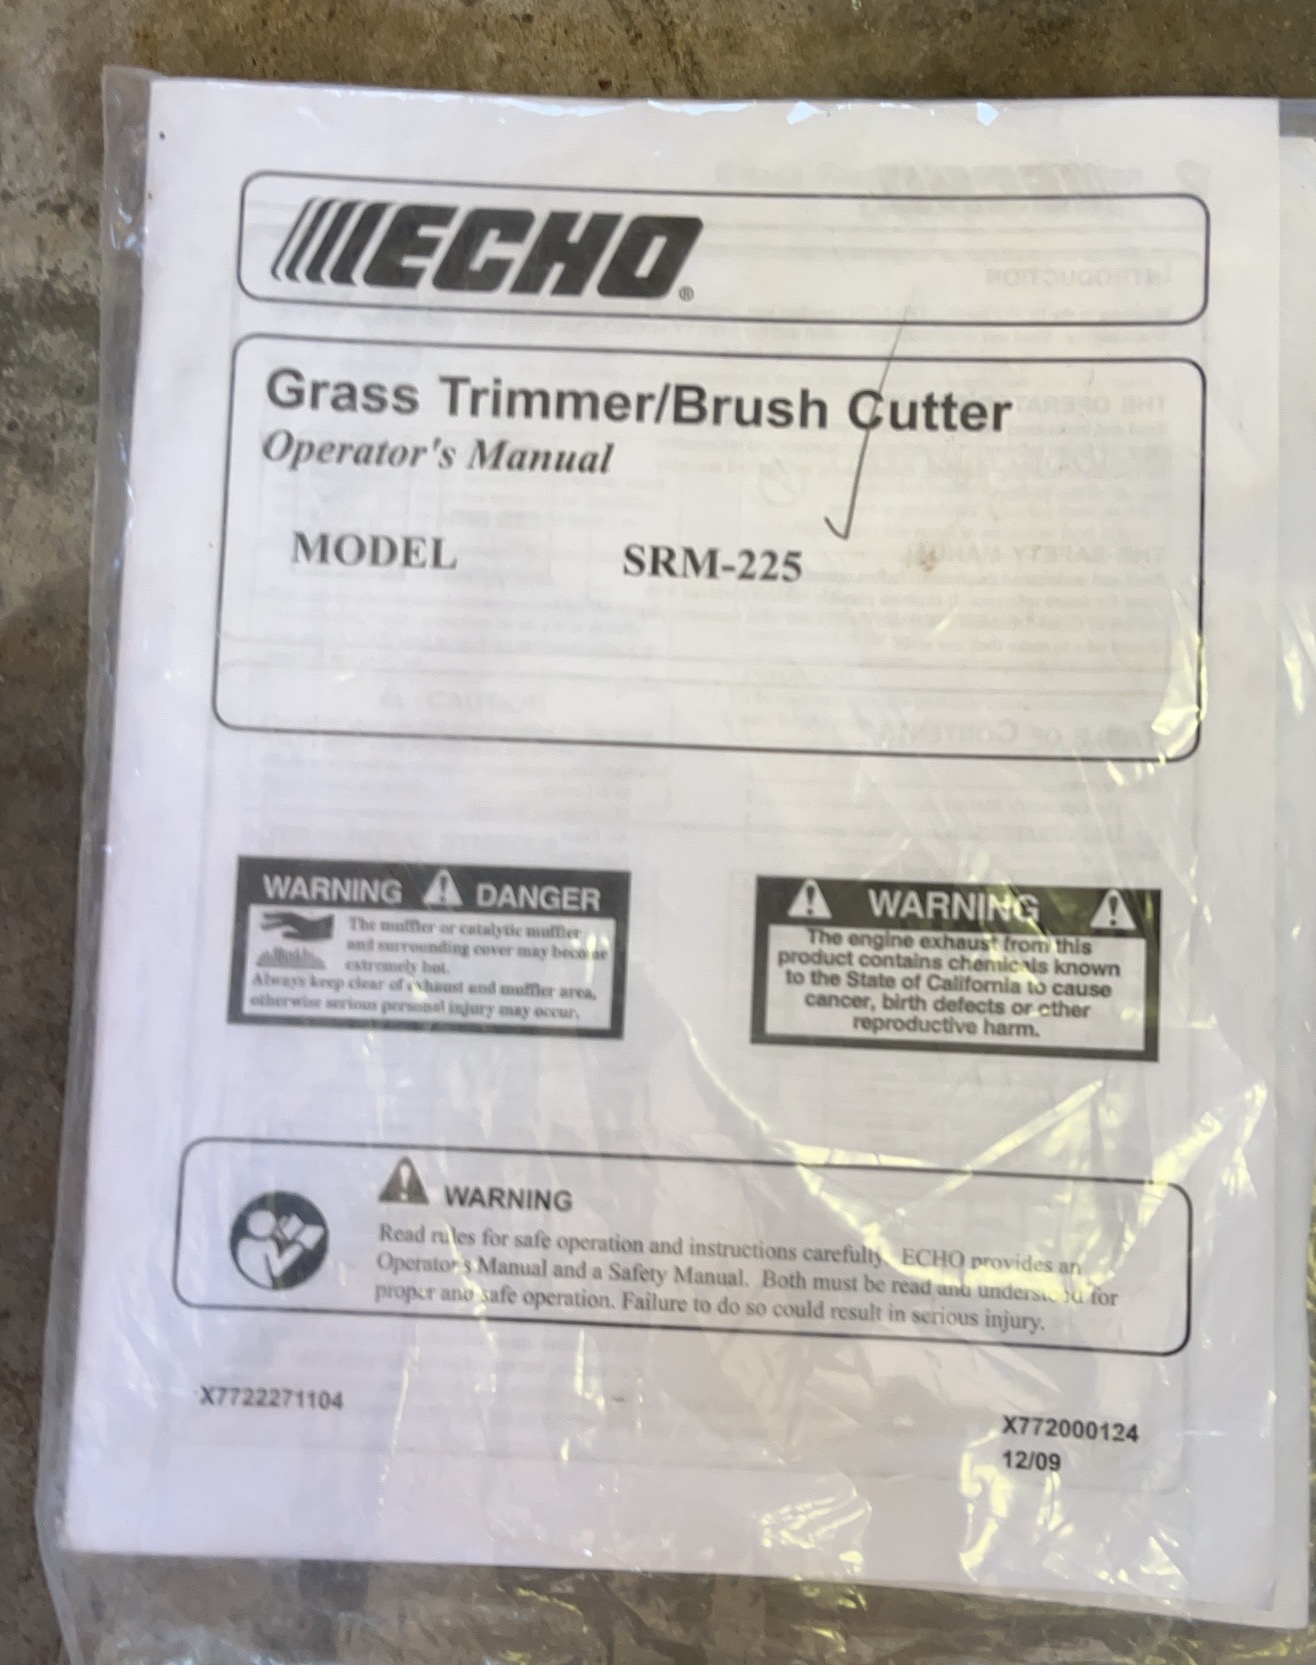 ECHO®
Grass Trimmer/Brush Cutter
Operator's Manual
MODEL SRM-225
WARNING DANGER
The muffler or catalytic muffler
and surrounding cover may become
extremely hot.
Always keep clear of exhaust and muffler area,
otherwise serious personal injury may occur.
WARNING
The engine exhaust from this
product contains chemicals known
to the State of California to cause
cancer, birth defects or other
reproductive harm.
WARNING
Read rules for safe operation and instructions carefully. ECHO provides an
Operator's Manual and a Safety Manual. Both must be read and understood for
proper and safe operation. Failure to do so could result in serious injury.
X7722271104
X772000124
12/09